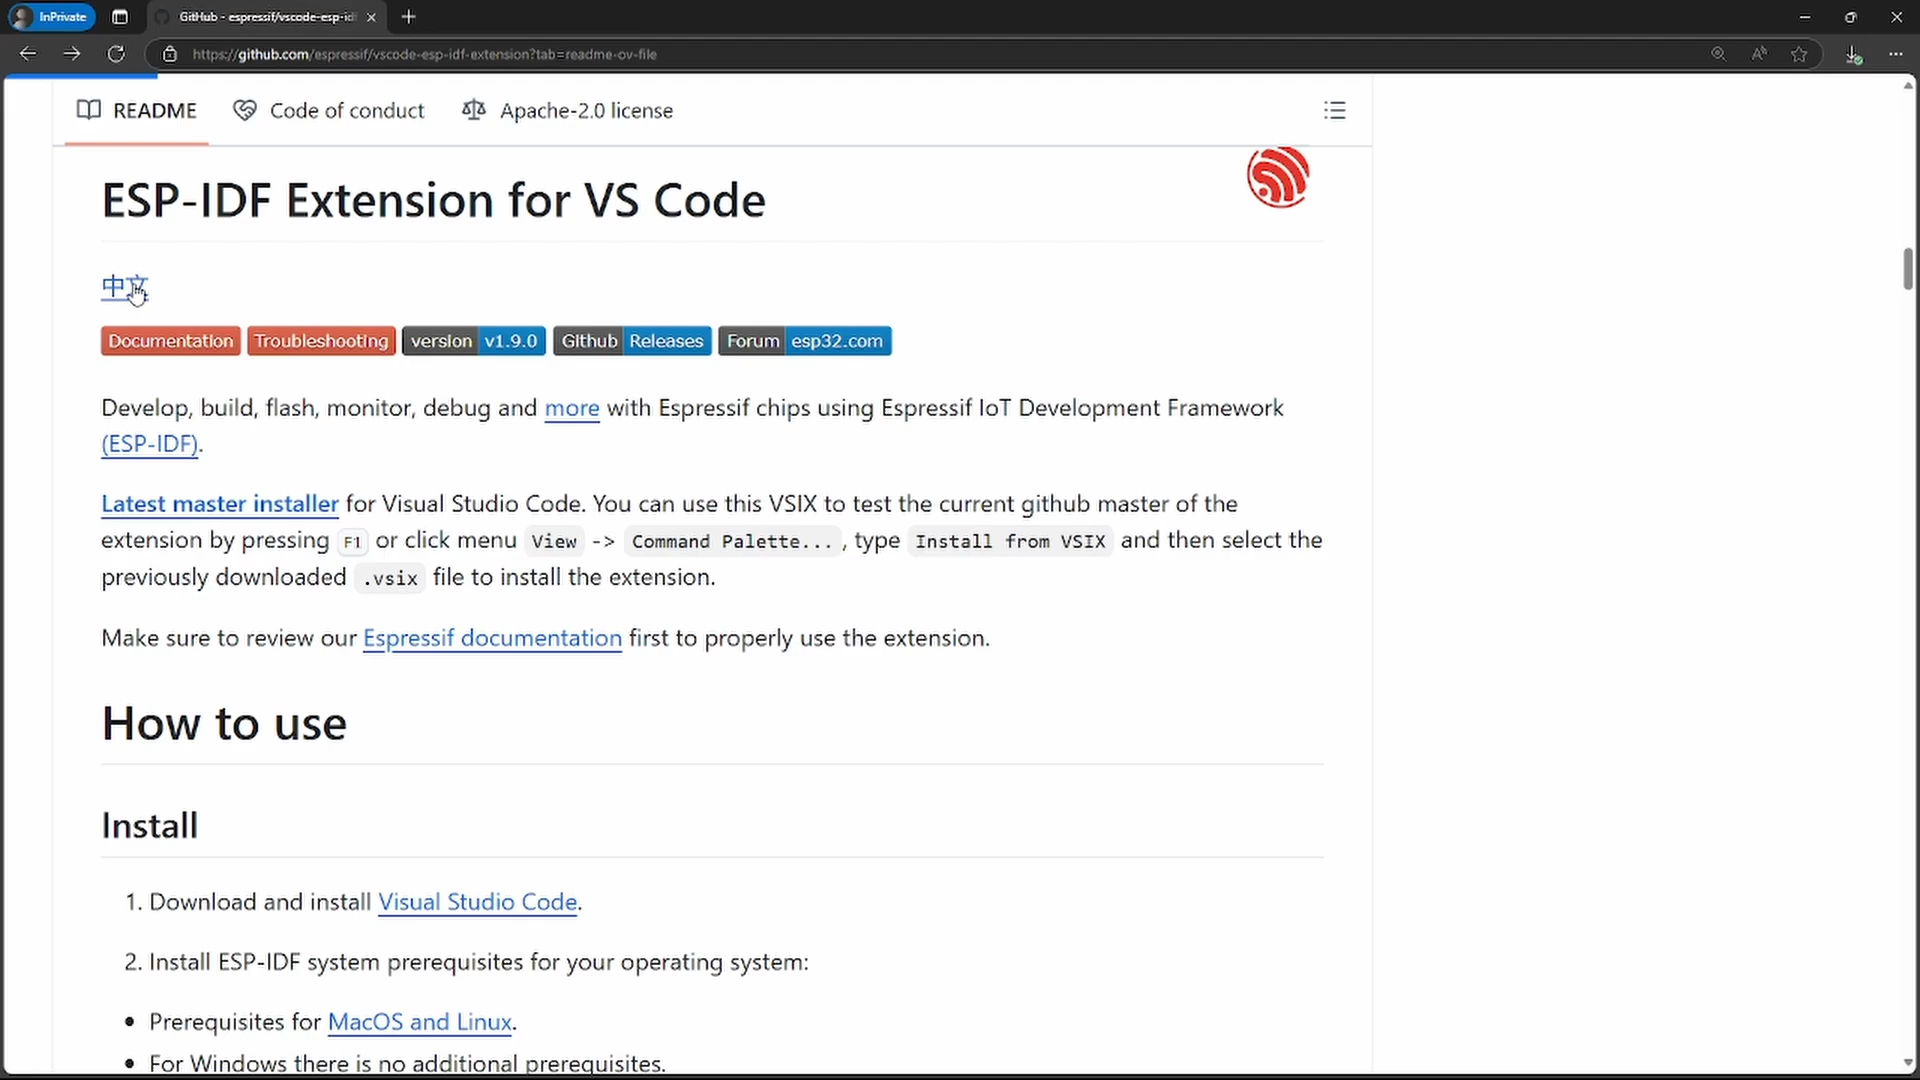 InPrivate
GitHub - espressif/vscode-esp-id
https://github.com/espressif/vscode-esp-idf-extension?tab=readme-ov-file
README
Code of conduct
Apache-2.0 license
ESP-IDF Extension for VS Code
中文
Documentation Troubleshooting version v1.9.0 Github Releases Forum esp32.com
Develop, build, flash, monitor, debug and more with Espressif chips using Espressif IoT Development Framework
(ESP-IDF).
Latest master installer for Visual Studio Code. You can use this VSIX to test the current github master of the
extension by pressing F1 or click menu View -> Command Palette... , type Install from VSIX and then select the
previously downloaded .vsix file to install the extension.
Make sure to review our Espressif documentation first to properly use the extension.
How to use
Install
1. Download and install Visual Studio Code.
2. Install ESP-IDF system prerequisites for your operating system:
• Prerequisites for MacOS and Linux.
• For Windows there is no additional prerequisites.